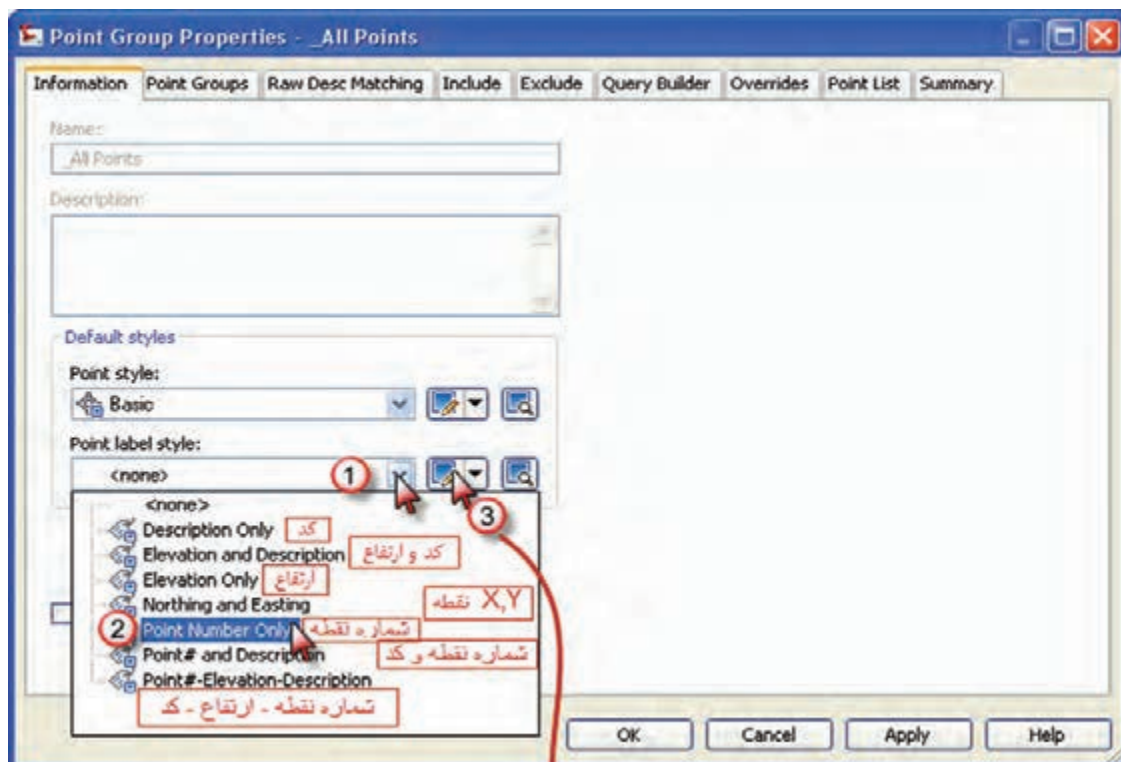 Point Group Properties - _All Points
Information Point Groups Raw Desc Matching Include Exclude Query Builder Overrides Point List Summary
Name:
_All Points
Description:
Default styles
Point style:
Basic
Point label style:
<none> 1 3
<none>
Description Only کد
Elevation and Description کد و ارتفاع
Elevation Only ارتفاع
Northing and Easting X,Y نقطه
2 Point Number Only شماره نقطه
Point# and Description شماره نقطه و کد
Point#-Elevation-Description
شماره نقطه - ارتفاع - کد
OK Cancel Apply Help